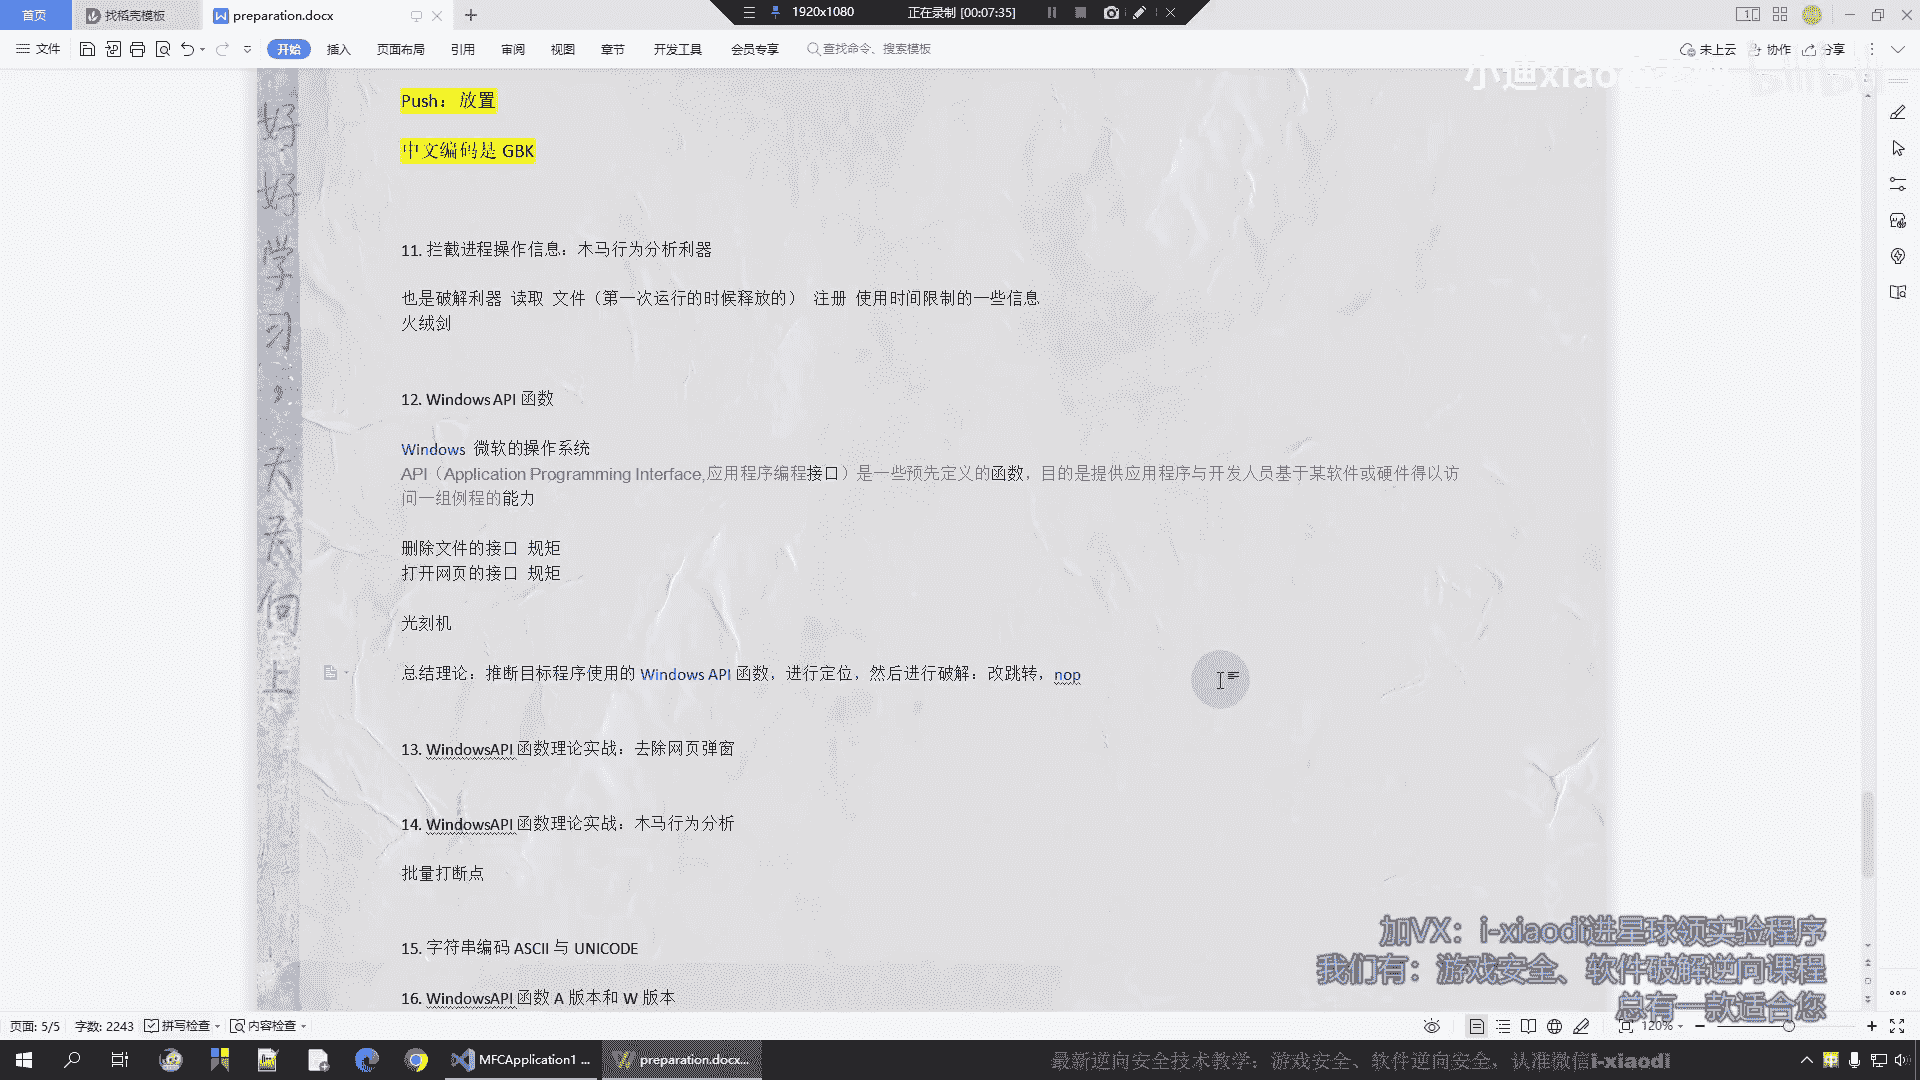 首页
找稻壳模板
preparation.docx
1920x1080
正在录制 [00:07:35]
文件
开始
插入
页面布局
引用
审阅
视图
章节
开发工具
会员专享
查找命令、搜索模板
未上云
协作
分享
小迪xiao
Push：放置
中文编码是 GBK
11. 拦截进程操作信息：木马行为分析利器
也是破解利器 读取 文件（第一次运行的时候释放的） 注册 使用时间限制的一些信息
火绒剑
12. Windows API 函数
Windows 微软的操作系统
API（Application Programming Interface,应用程序编程接口）是一些预先定义的函数，目的是提供应用程序与开发人员基于某软件或硬件得以访
问一组例程的能力
删除文件的接口 规矩
打开网页的接口 规矩
光刻机
总结理论：推断目标程序使用的 Windows API 函数，进行定位，然后进行破解：改跳转，nop
13. WindowsAPI 函数理论实战：去除网页弹窗
14. WindowsAPI 函数理论实战：木马行为分析
批量打断点
15. 字符串编码 ASCII 与 UNICODE
16. WindowsAPI 函数 A 版本和 W 版本
好好学习，天天向上
加VX：i-xiaodi进星球领实验程序
我们有：游戏安全、软件破解逆向课程
总有一款适合您
页面: 5/5
字数: 2243
拼写检查
内容检查
120%
MFCApplication1 ...
preparation.docx...
最新逆向安全技术教学：游戏安全、软件逆向安全，认准微信i-xiaodi